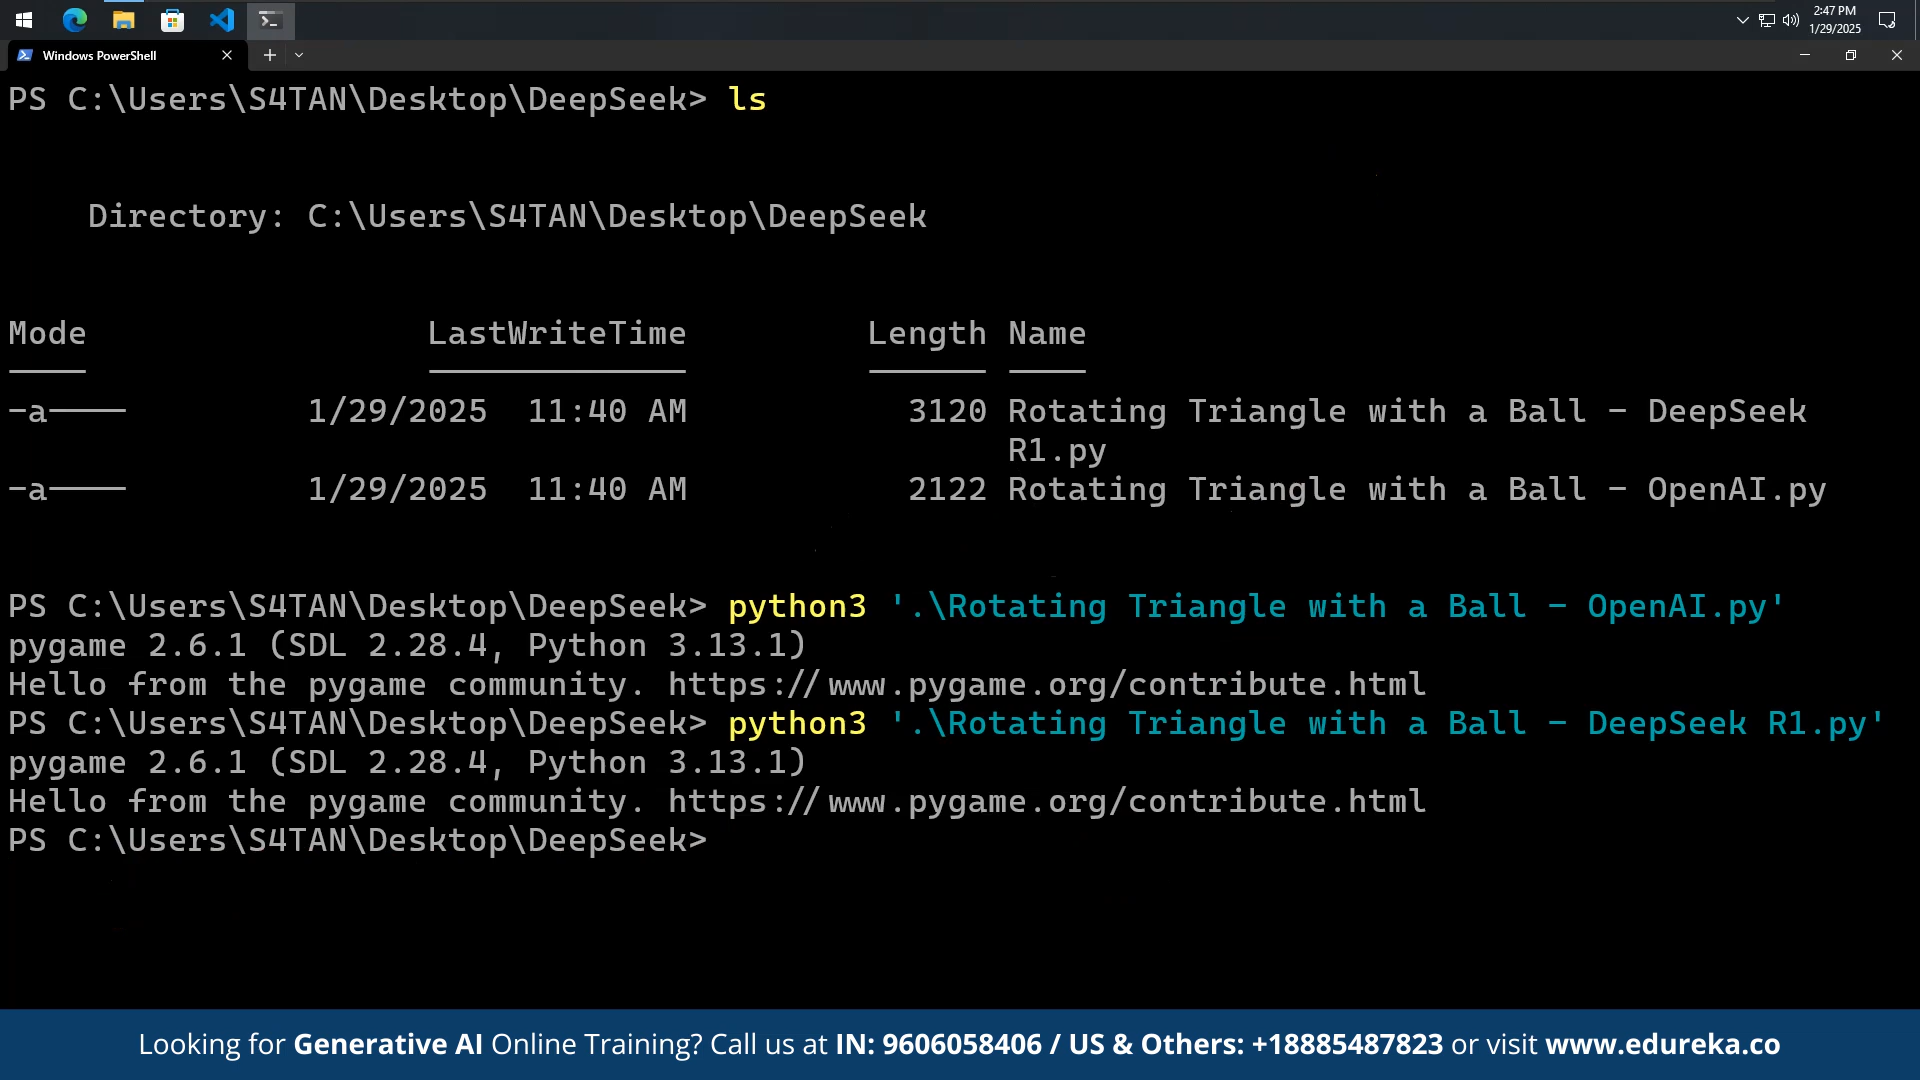 2:47 PM
1/29/2025
Windows PowerShell
PS C:\Users\S4TAN\Desktop\DeepSeek> ls
Directory: C:\Users\S4TAN\Desktop\DeepSeek
Mode LastWriteTime Length Name
---- ------------- ------ ----
-a---- 1/29/2025 11:40 AM 3120 Rotating Triangle with a Ball - DeepSeek
R1.py
-a---- 1/29/2025 11:40 AM 2122 Rotating Triangle with a Ball - OpenAI.py
PS C:\Users\S4TAN\Desktop\DeepSeek> python3 '.\Rotating Triangle with a Ball - OpenAI.py'
pygame 2.6.1 (SDL 2.28.4, Python 3.13.1)
Hello from the pygame community. https://www.pygame.org/contribute.html
PS C:\Users\S4TAN\Desktop\DeepSeek> python3 '.\Rotating Triangle with a Ball - DeepSeek R1.py'
pygame 2.6.1 (SDL 2.28.4, Python 3.13.1)
Hello from the pygame community. https://www.pygame.org/contribute.html
PS C:\Users\S4TAN\Desktop\DeepSeek>
Looking for Generative AI Online Training? Call us at IN: 9606058406 / US & Others: +18885487823 or visit www.edureka.co